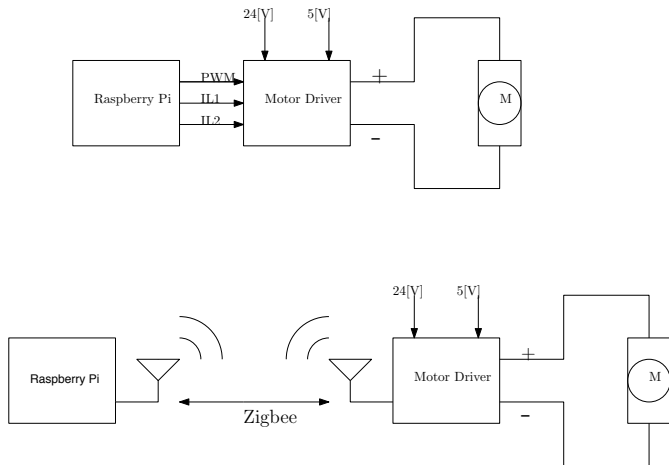 24[V] 5[V]
PWM
Raspberry Pi IL1 Motor Driver + M
IL2
–
24[V] 5[V]
Raspberry Pi Motor Driver + M
Zigbee –